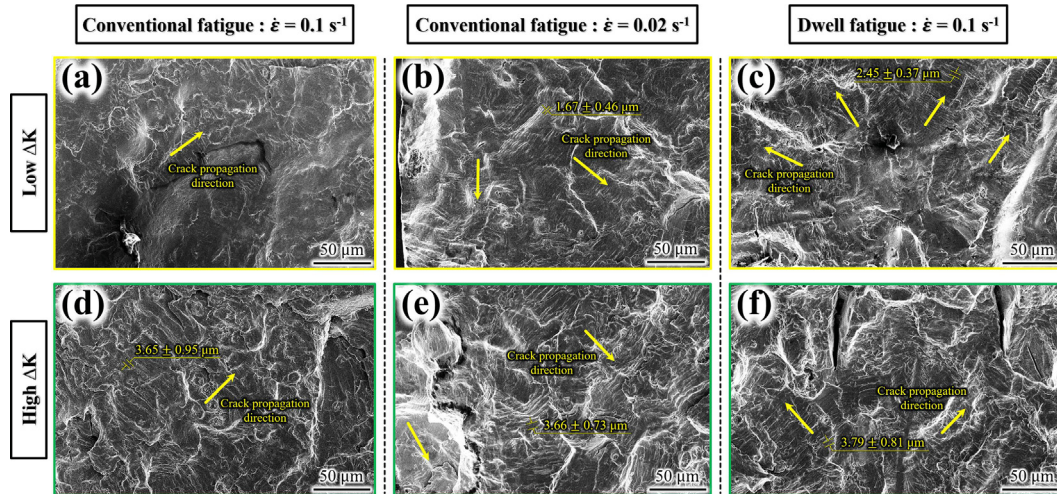 Conventional fatigue : ε̇ = 0.1 s⁻¹
Conventional fatigue : ε̇ = 0.02 s⁻¹
Dwell fatigue : ε̇ = 0.1 s⁻¹
Low ΔK
(a)
Crack propagation
direction
50 μm
(b)
1.67 ± 0.46 μm
Crack propagation
direction
50 μm
(c)
2.45 ± 0.37 μm
Crack propagation
direction
50 μm
High ΔK
(d)
3.65 ± 0.95 μm
Crack propagation
direction
50 μm
(e)
Crack propagation
direction
3.66 ± 0.73 μm
50 μm
(f)
Crack propagation
direction
3.79 ± 0.81 μm
50 μm